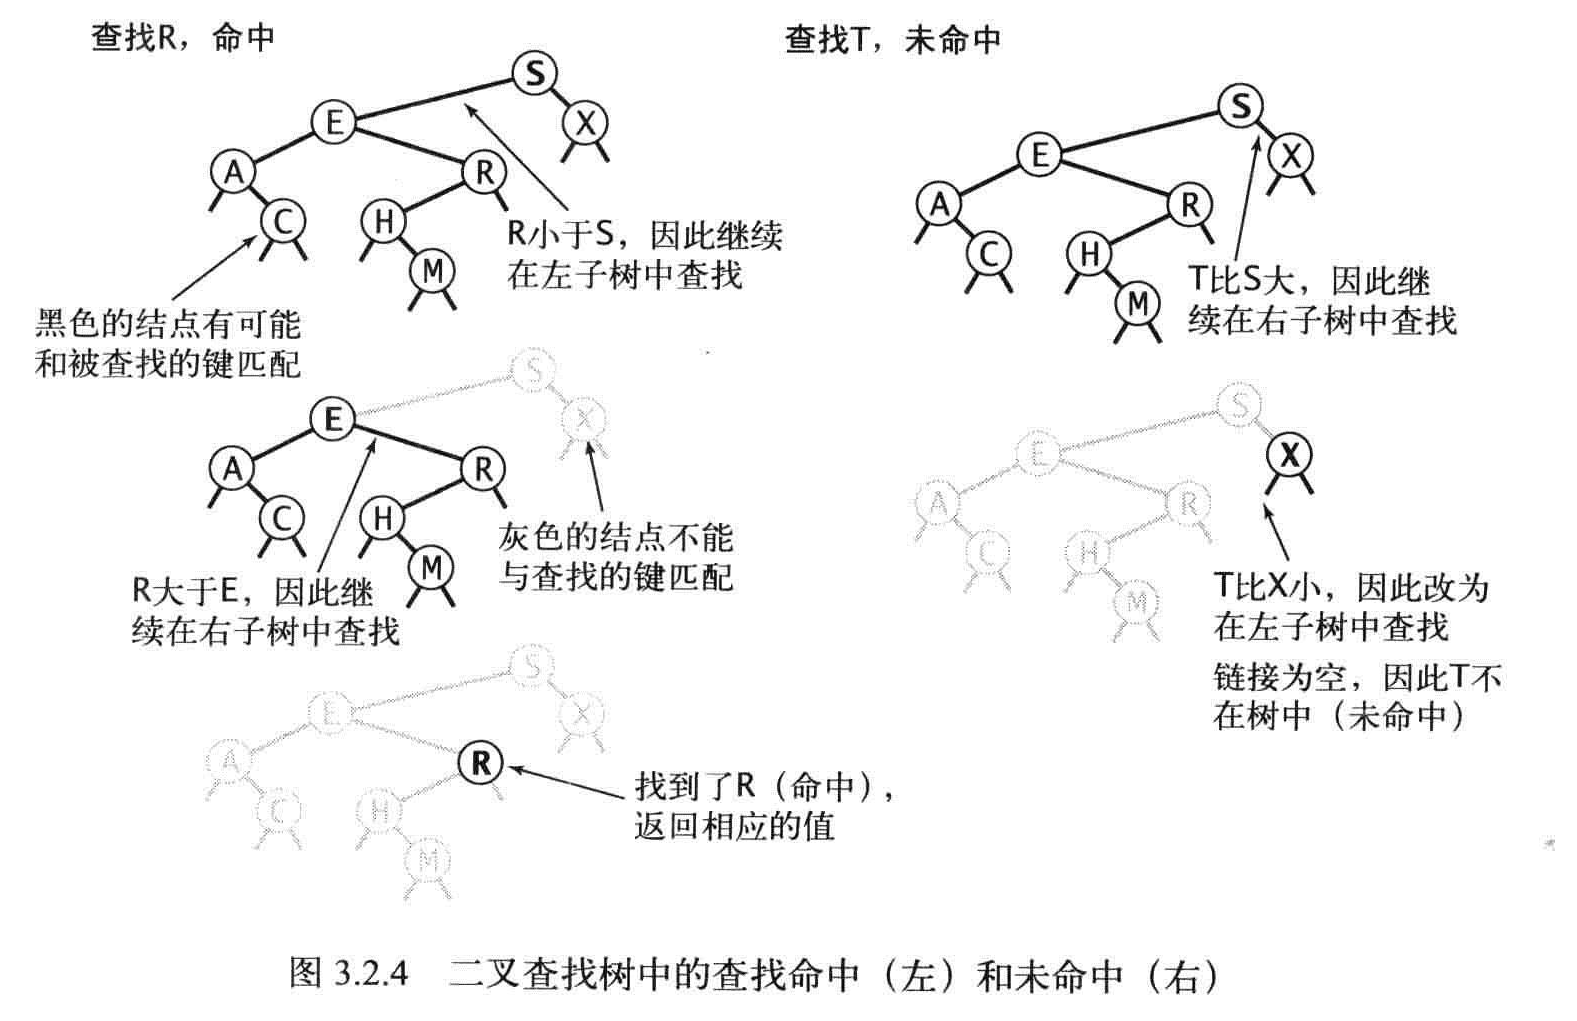 查找R，命中
S
E
X
A
R
C
H
M
R小于S，因此继续
在左子树中查找
黑色的结点有可能
和被查找的键匹配
S
E
X
A
R
C
H
M
灰色的结点不能
与查找的键匹配
R大于E，因此继
续在右子树中查找
S
E
X
A
R
C
H
M
找到了R（命中），
返回相应的值
查找T，未命中
S
E
X
A
R
C
H
M
T比S大，因此继
续在右子树中查找
S
E
X
A
R
C
H
M
T比X小，因此改为
在左子树中查找
链接为空，因此T不
在树中（未命中）
图 3.2.4 二叉查找树中的查找命中（左）和未命中（右）